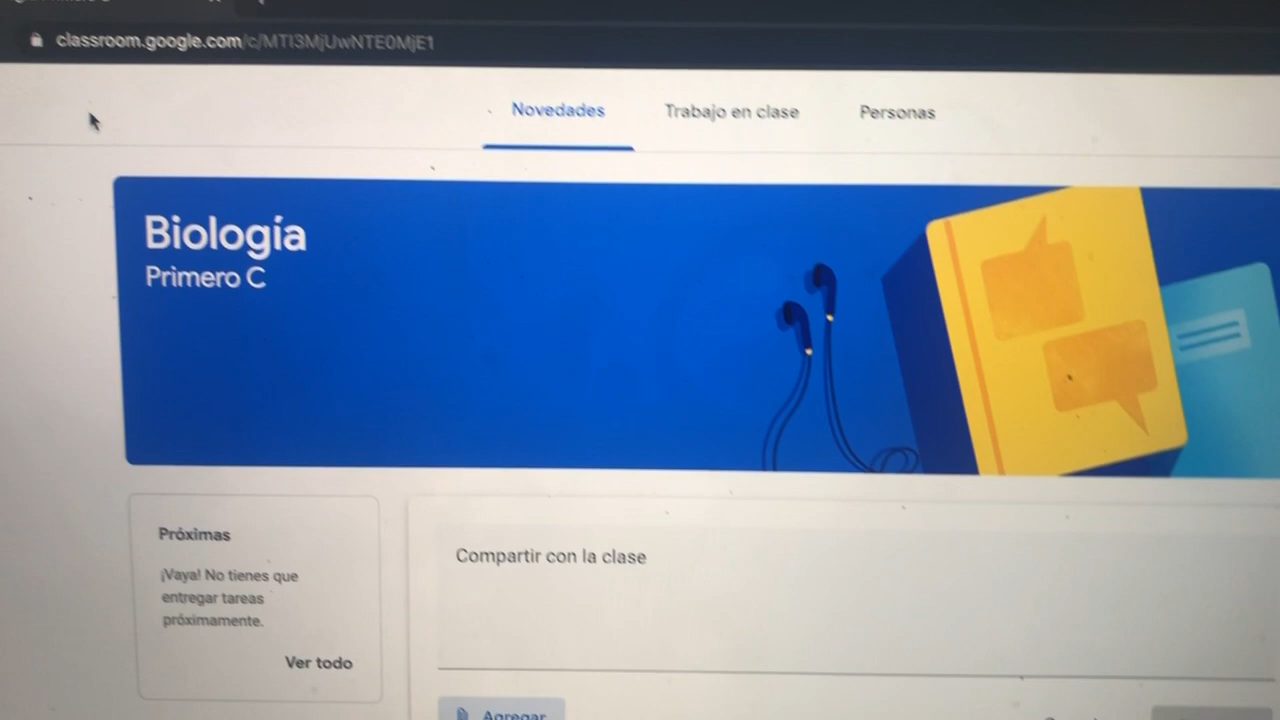 classroom.google.com/c/MTI3MjUwNTE0MjE1
Novedades
Trabajo en clase
Personas
Biología
Primero C
Próximas
¡Vaya! No tienes que
entregar tareas
próximamente.
Ver todo
Compartir con la clase
Agregar